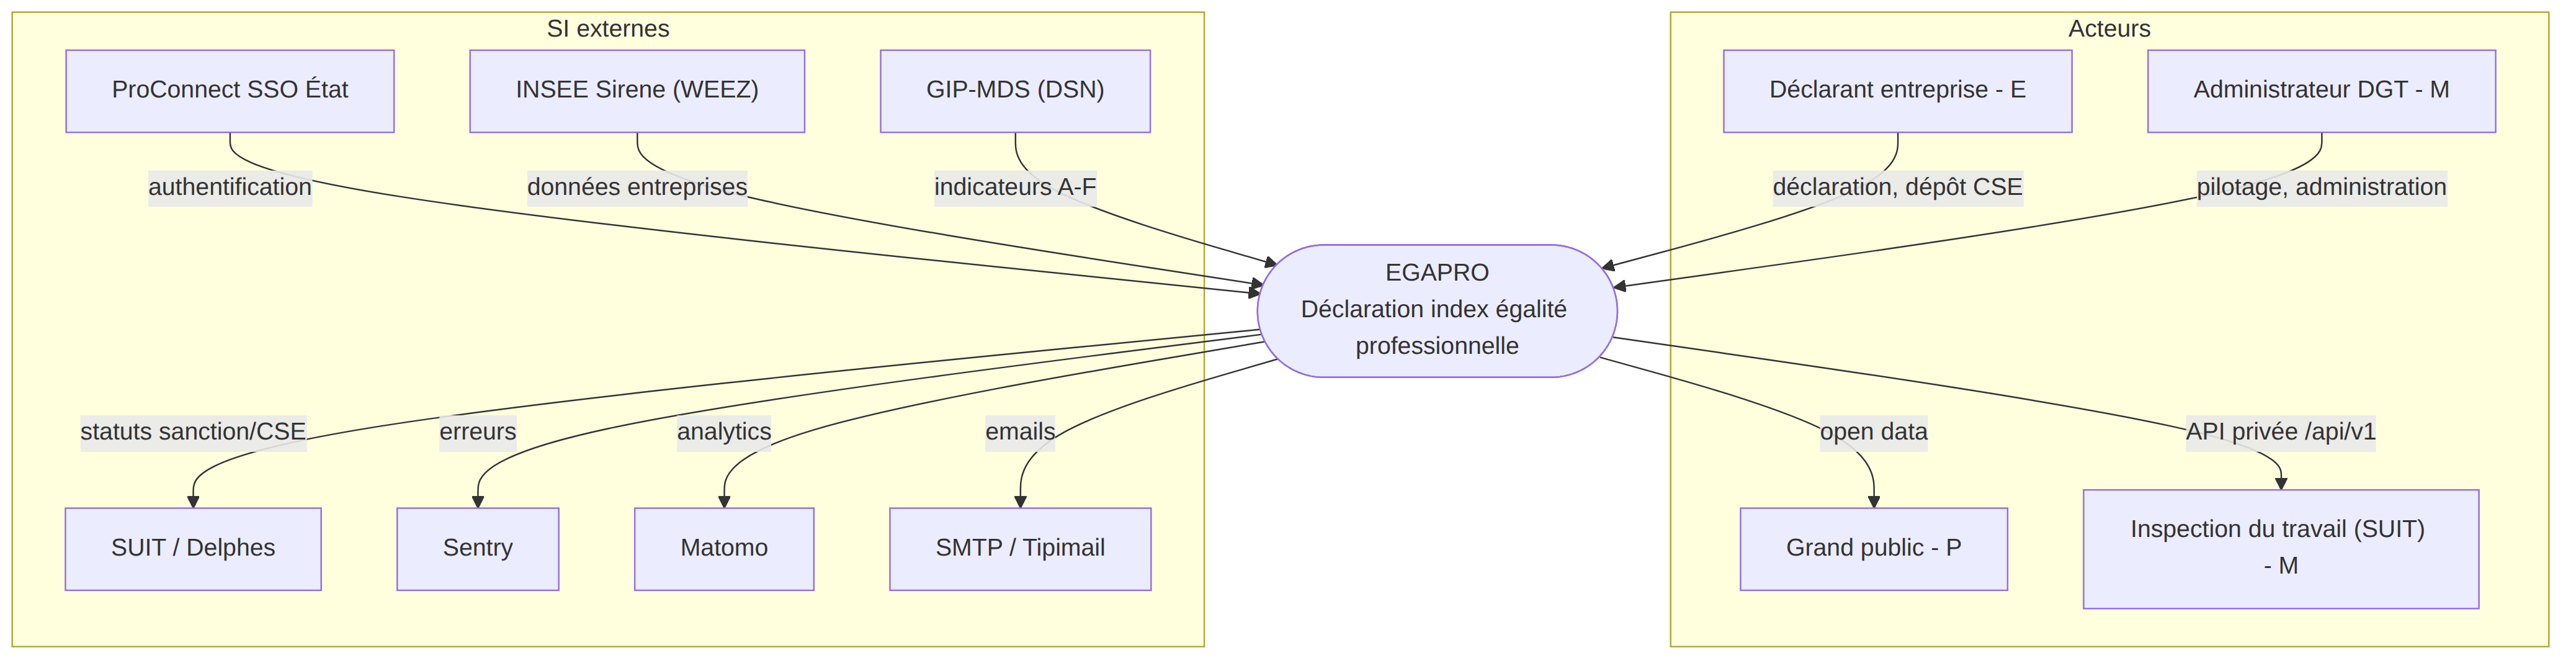 SI externes
ProConnect SSO État
INSEE Sirene (WEEZ)
GIP-MDS (DSN)
authentification
données entreprises
indicateurs A-F
statuts sanction/CSE
erreurs
analytics
emails
SUIT / Delphes
Sentry
Matomo
SMTP / Tipimail
EGAPRO
Déclaration index égalité
professionnelle
Acteurs
Déclarant entreprise - E
Administrateur DGT - M
déclaration, dépôt CSE
pilotage, administration
open data
API privée /api/v1
Grand public - P
Inspection du travail (SUIT)
- M